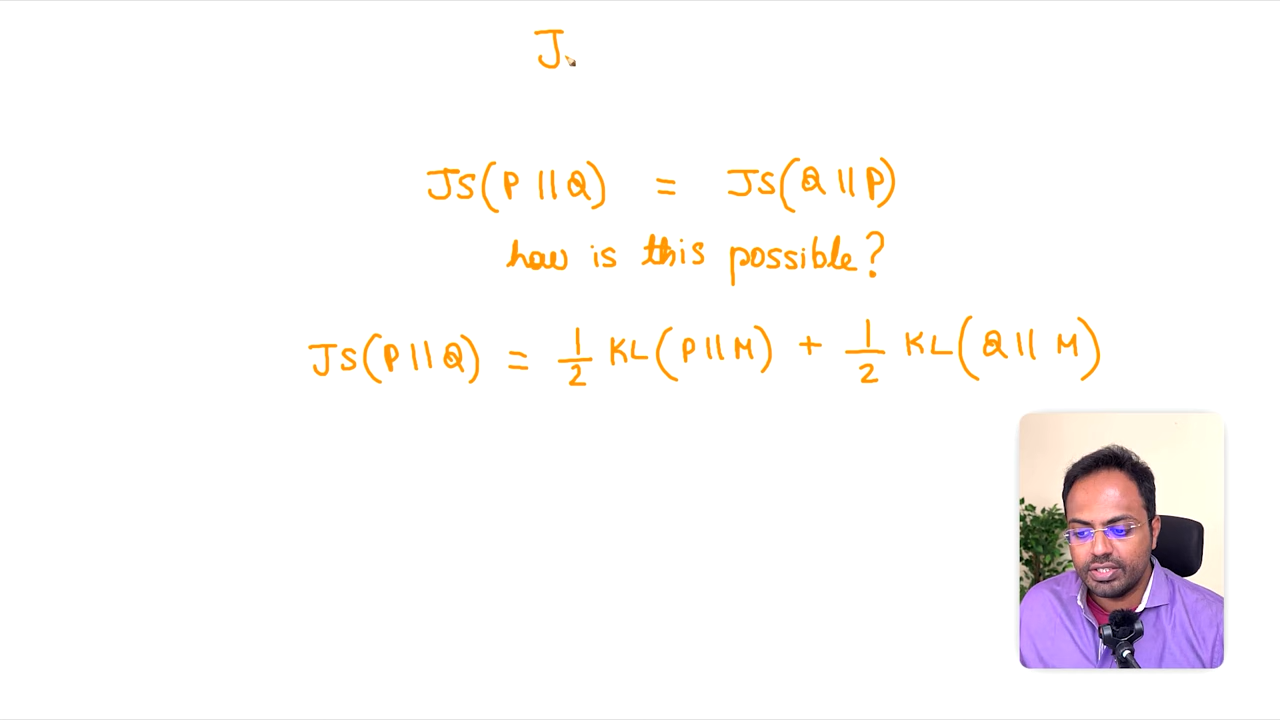 J
JS(P || Q) = JS(Q || P)
how is this possible?
JS(P || Q) = 1/2 KL(P || M) + 1/2 KL(Q || M)